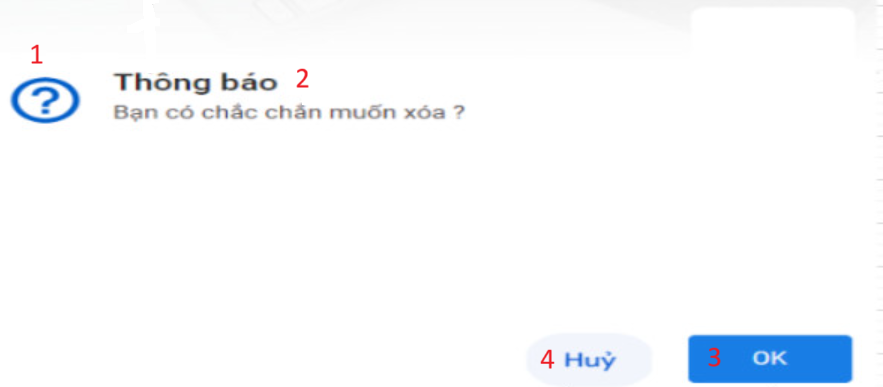 1
Thông báo 2
Bạn có chắc chắn muốn xóa ?
4 Huỷ
3 OK